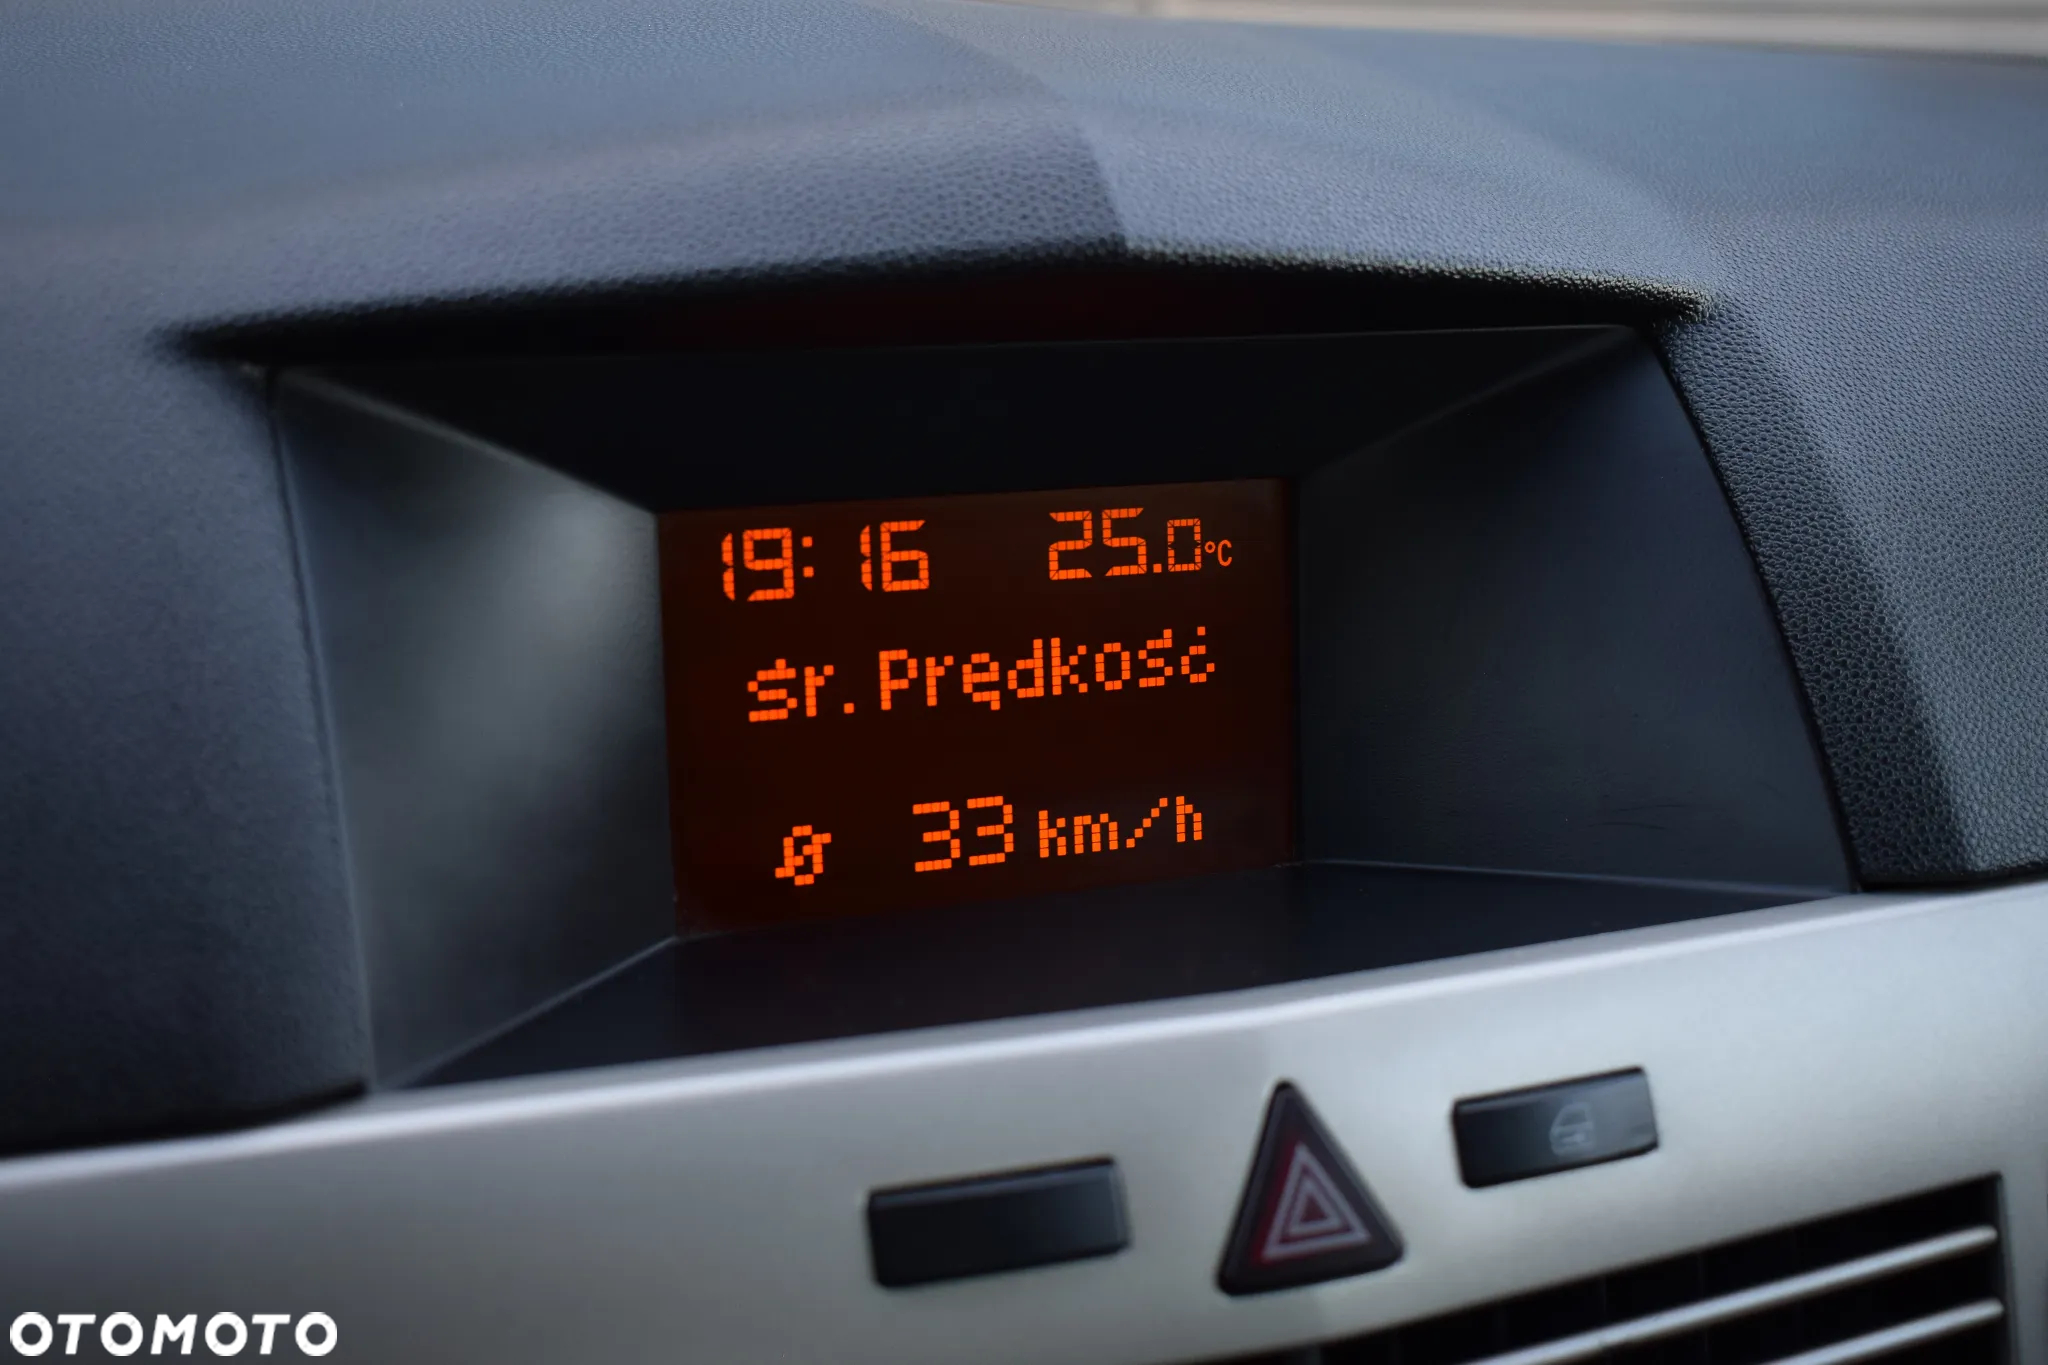 19:16 25.0°C
śr. Prędkość
Ø 33 km/h
OTOMOTO